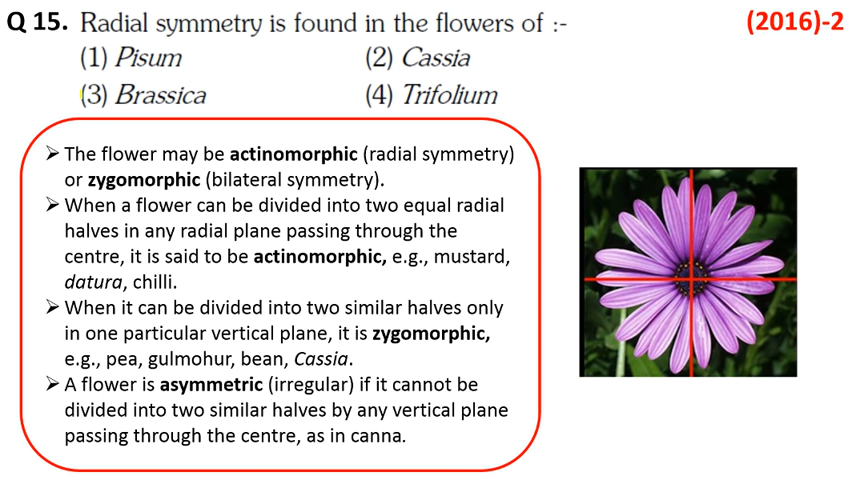 Q 15. Radial symmetry is found in the flowers of :-
(2016)-2
(1) Pisum (2) Cassia
(3) Brassica (4) Trifolium
➤ The flower may be actinomorphic (radial symmetry)
or zygomorphic (bilateral symmetry).
➤ When a flower can be divided into two equal radial
halves in any radial plane passing through the
centre, it is said to be actinomorphic, e.g., mustard,
datura, chilli.
➤ When it can be divided into two similar halves only
in one particular vertical plane, it is zygomorphic,
e.g., pea, gulmohur, bean, Cassia.
➤ A flower is asymmetric (irregular) if it cannot be
divided into two similar halves by any vertical plane
passing through the centre, as in canna.